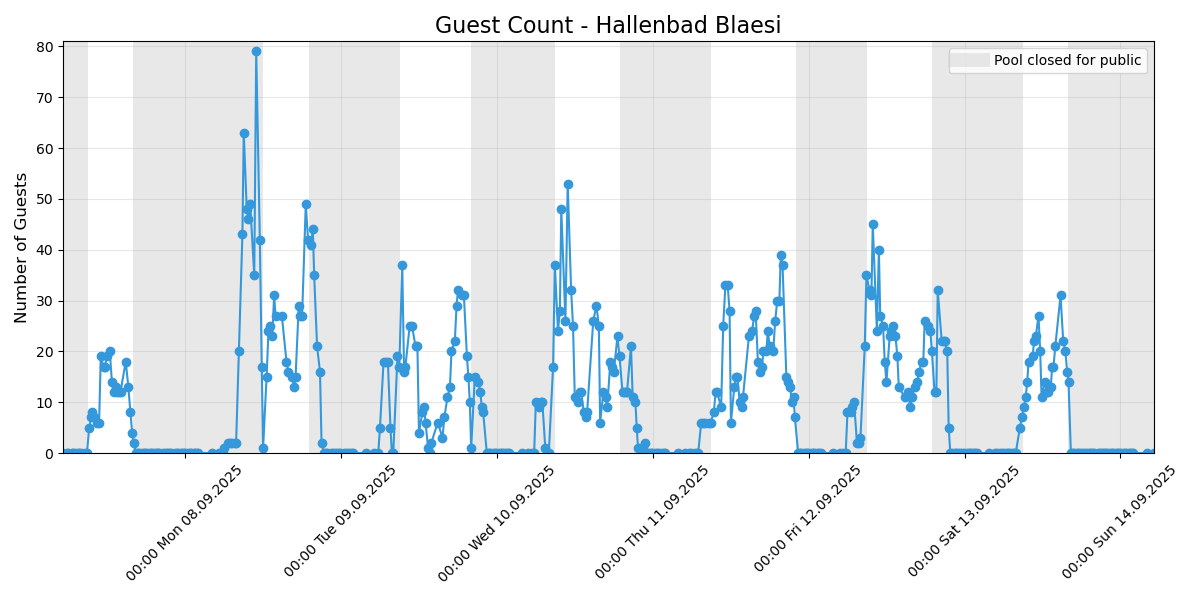 Guest Count - Hallenbad Blaesi
Pool closed for public
Number of Guests
80
70
60
50
40
30
20
10
0
00:00 Mon 08.09.2025
00:00 Tue 09.09.2025
00:00 Wed 10.09.2025
00:00 Thu 11.09.2025
00:00 Fri 12.09.2025
00:00 Sat 13.09.2025
00:00 Sun 14.09.2025